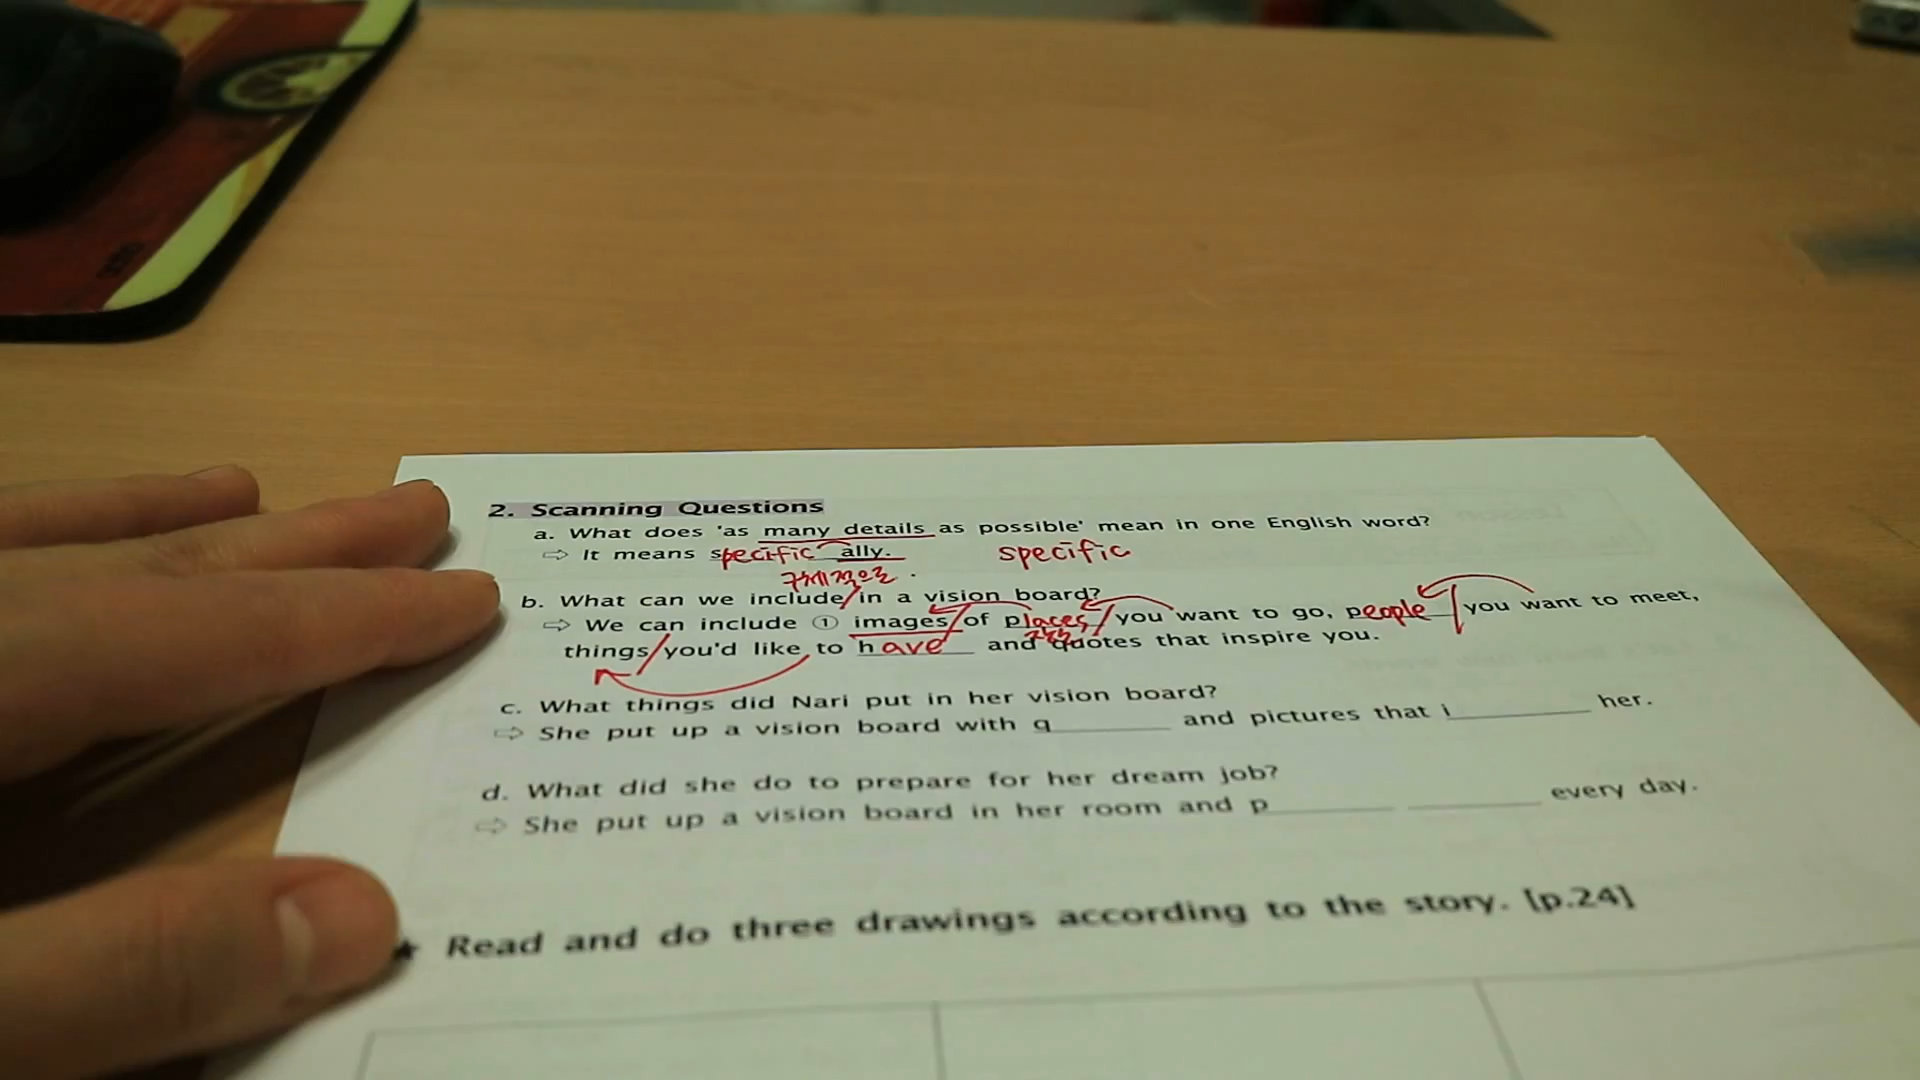 2. Scanning Questions
a. What does 'as many details as possible' mean in one English word?
⇨ It means specific ally. specific
구체적으로.
b. What can we include/in a vision board?
⇨ We can include ① images/of places/you want to go, people/you want to meet,
things/you'd like to have and quotes that inspire you.
c. What things did Nari put in her vision board?
⇨ She put up a vision board with q________ and pictures that i________ her.
d. What did she do to prepare for her dream job?
⇨ She put up a vision board in her room and p________ ________ every day.
★ Read and do three drawings according to the story. [p.24]